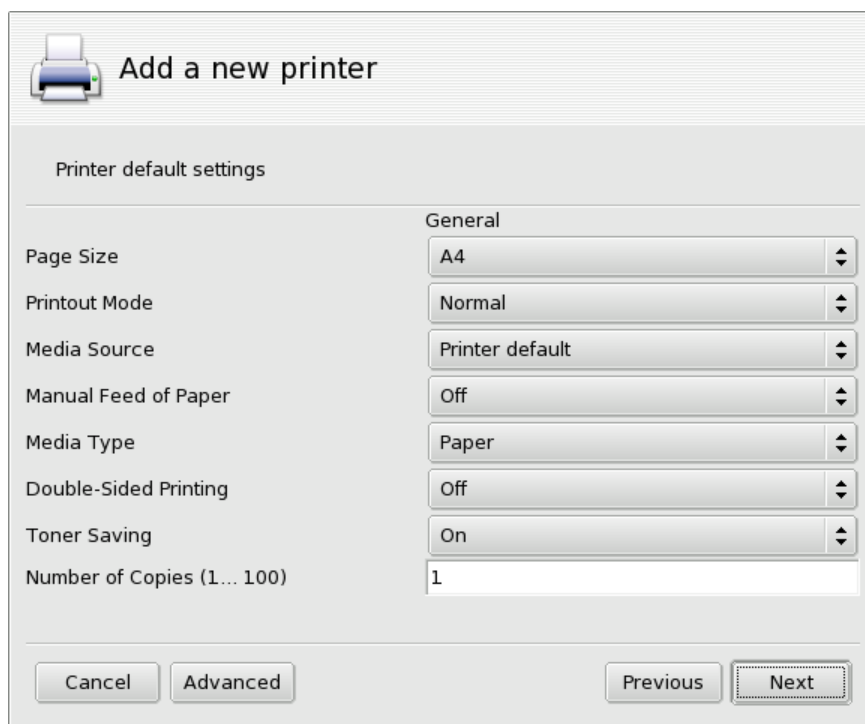 Add a new printer
Printer default settings
General
Page Size A4
Printout Mode Normal
Media Source Printer default
Manual Feed of Paper Off
Media Type Paper
Double-Sided Printing Off
Toner Saving On
Number of Copies (1... 100) 1
Cancel Advanced Previous Next